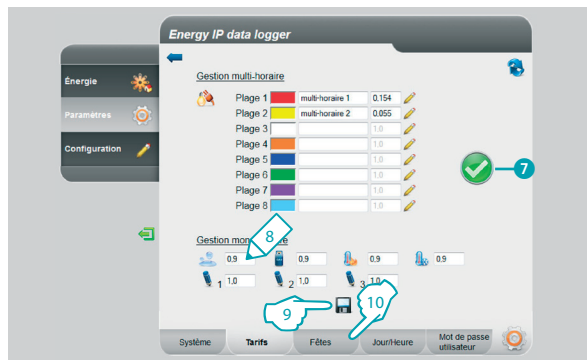 Energy IP data logger
Énergie
Paramètres
Configuration
Gestion multi-horaire
Plage 1 multi-horaire 1 0,154
Plage 2 multi-horaire 2 0,055
Plage 3 1,0
Plage 4 1,0
Plage 5 1,0
Plage 6 1,0
Plage 7 1,0
Plage 8 1,0
7
Gestion mon
8
0,9 0,9 0,9 0,9
1 1,0 2 1,0 3 1,0
9 10
Système Tarifs Fêtes Jour/Heure Mot de passe utilisateur